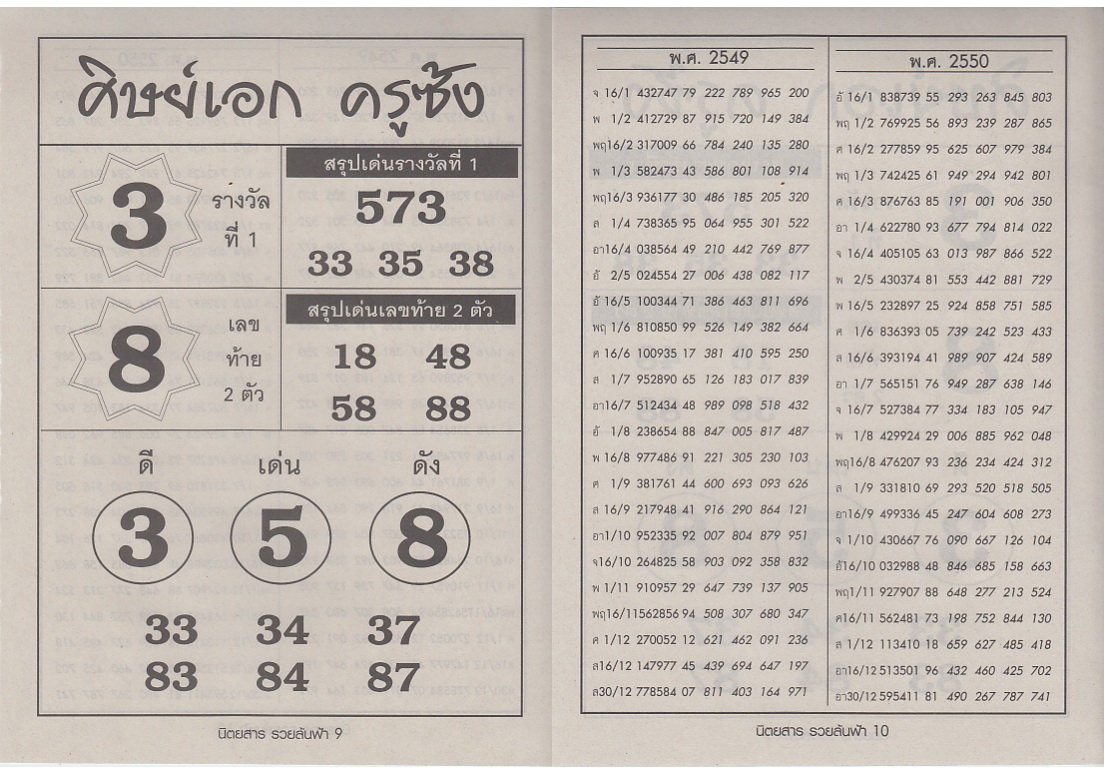 ศิษย์เอก ครูซ้ง
3 รางวัล
ที่ 1
สรุปเด่นรางวัลที่ 1
573
33 35 38
8 เลข
ท้าย
2 ตัว
สรุปเด่นเลขท้าย 2 ตัว
18 48
58 88
ดี เด่น ดัง
3 5 8
33 34 37
83 84 87
นิตยสาร รวยล้นฟ้า 9
พ.ศ. 2549
จ 16/1 432747 79 222 789 965 200
พ 1/2 412729 87 915 720 149 384
พฤ16/2 317009 66 784 240 135 280
พ 1/3 582473 43 586 801 108 914
พฤ16/3 936177 30 486 185 205 320
ส 1/4 738365 95 064 955 301 522
อา16/4 038564 49 210 442 769 877
อั 2/5 024554 27 006 438 082 117
อั 16/5 100344 71 386 463 811 696
พฤ 1/6 810850 99 526 149 382 664
ศ 16/6 100935 17 381 410 595 250
ส 1/7 952890 65 126 183 017 839
อา16/7 512434 48 989 098 518 432
อั 1/8 238654 88 847 005 817 487
พ 16/8 977486 91 221 305 230 103
ศ 1/9 381761 44 600 693 093 626
ส 16/9 217948 41 916 290 864 121
อา1/10 952335 92 007 804 879 951
จ16/10 264825 58 903 092 358 832
พ 1/11 910957 29 647 739 137 905
พฤ16/11562856 94 508 307 680 347
ศ 1/12 270052 12 621 462 091 236
ส16/12 147977 45 439 694 647 197
ส30/12 778584 07 811 403 164 971
พ.ศ. 2550
อั 16/1 838739 55 293 263 845 803
พฤ 1/2 769925 56 893 239 287 865
ศ 16/2 277859 95 625 607 979 384
พฤ 1/3 742425 61 949 294 942 801
ศ 16/3 876763 85 191 001 906 350
อา 1/4 622780 93 677 794 814 022
จ 16/4 405105 63 013 987 866 522
พ 2/5 430374 81 553 442 881 729
พ 16/5 232897 25 924 858 751 585
ศ 1/6 836393 05 739 242 523 433
ส 16/6 393194 41 989 907 424 589
อา 1/7 565151 76 949 287 638 146
จ 16/7 527384 77 334 183 105 947
พ 1/8 429924 29 006 885 962 048
พฤ16/8 476207 93 238 234 424 312
ส 1/9 331810 69 293 520 518 505
อา16/9 499336 45 247 604 608 273
จ 1/10 430667 76 090 667 126 104
อั16/10 032988 48 846 685 158 663
พฤ1/11 927907 88 648 277 213 524
ศ16/11 562481 73 198 752 844 130
ส 1/12 113410 18 659 627 485 418
อา16/12 513501 96 432 460 425 702
อา30/12 595411 81 490 267 787 741
นิตยสาร รวยล้นฟ้า 10